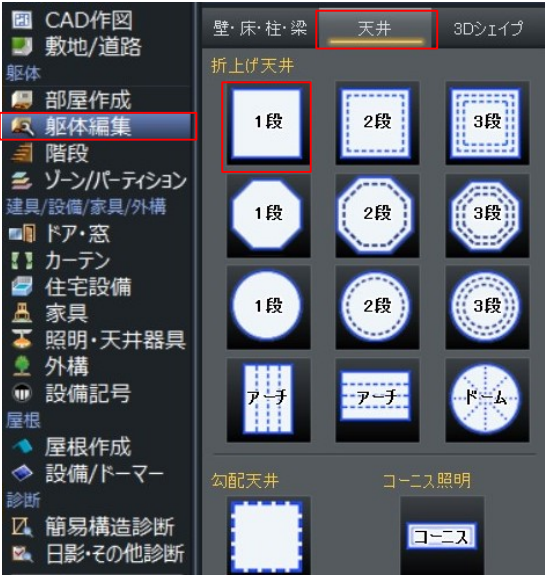 CAD作図
敷地/道路
躯体
部屋作成
躯体編集
階段
ゾーン/パーティション
建具/設備/家具/外構
ドア・窓
カーテン
住宅設備
家具
照明・天井器具
外構
設備記号
屋根
屋根作成
設備/ドーマー
診断
簡易構造診断
日影・その他診断
壁・床・柱・梁 天井 3Dシェイプ
折上げ天井
1段 2段 3段
1段 2段 3段
1段 2段 3段
アーチ アーチ ドーム
勾配天井 コーニス照明
コーニス